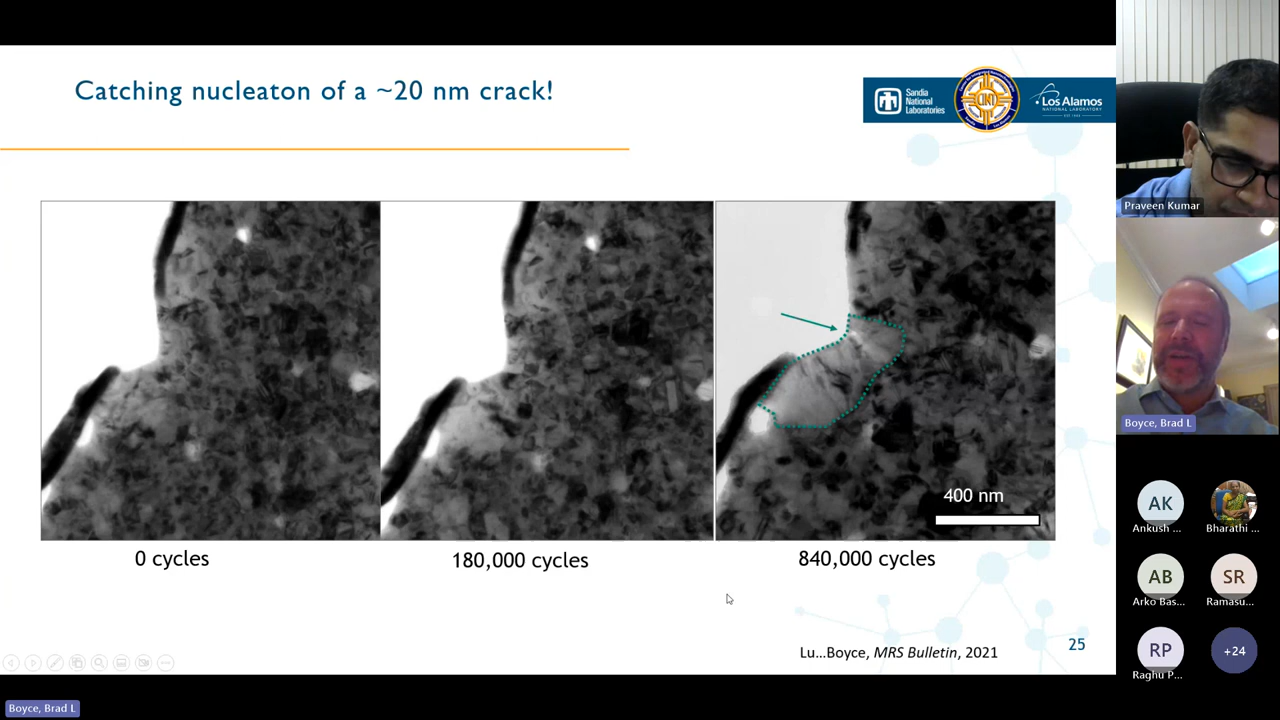 Catching nucleaton of a ~20 nm crack!
Sandia
National
Laboratories
CINT
Los Alamos
NATIONAL LABORATORY
400 nm
0 cycles
180,000 cycles
840,000 cycles
Lu...Boyce, MRS Bulletin, 2021
25
Boyce, Brad L
Praveen Kumar
Boyce, Brad L
AK
Ankush ...
Bharathi ...
AB
Arko Bas...
SR
Ramasu...
RP
Raghu P...
+24